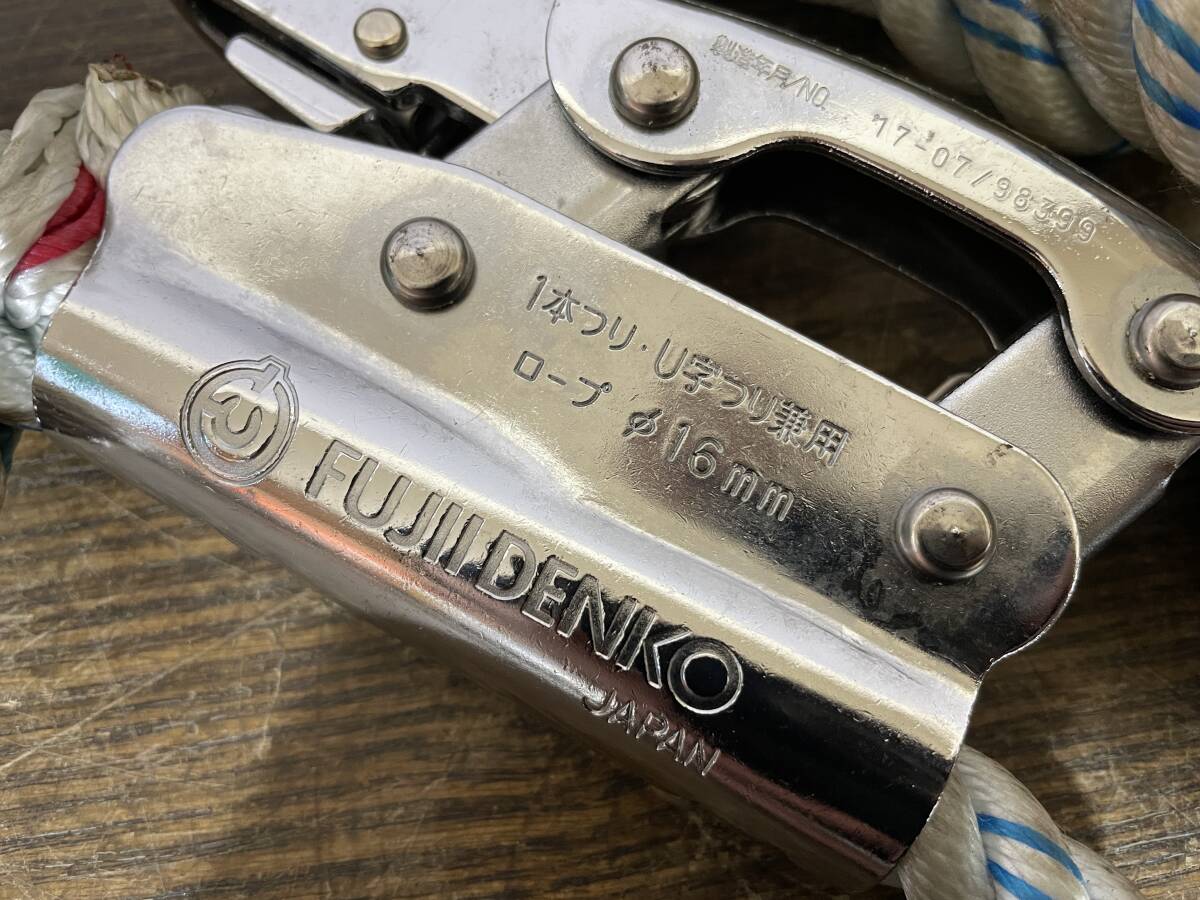 製造年月/NO. 17-07/98399
1本つり・U字つり兼用
ロープ φ16mm
FUJII DENKO
JAPAN